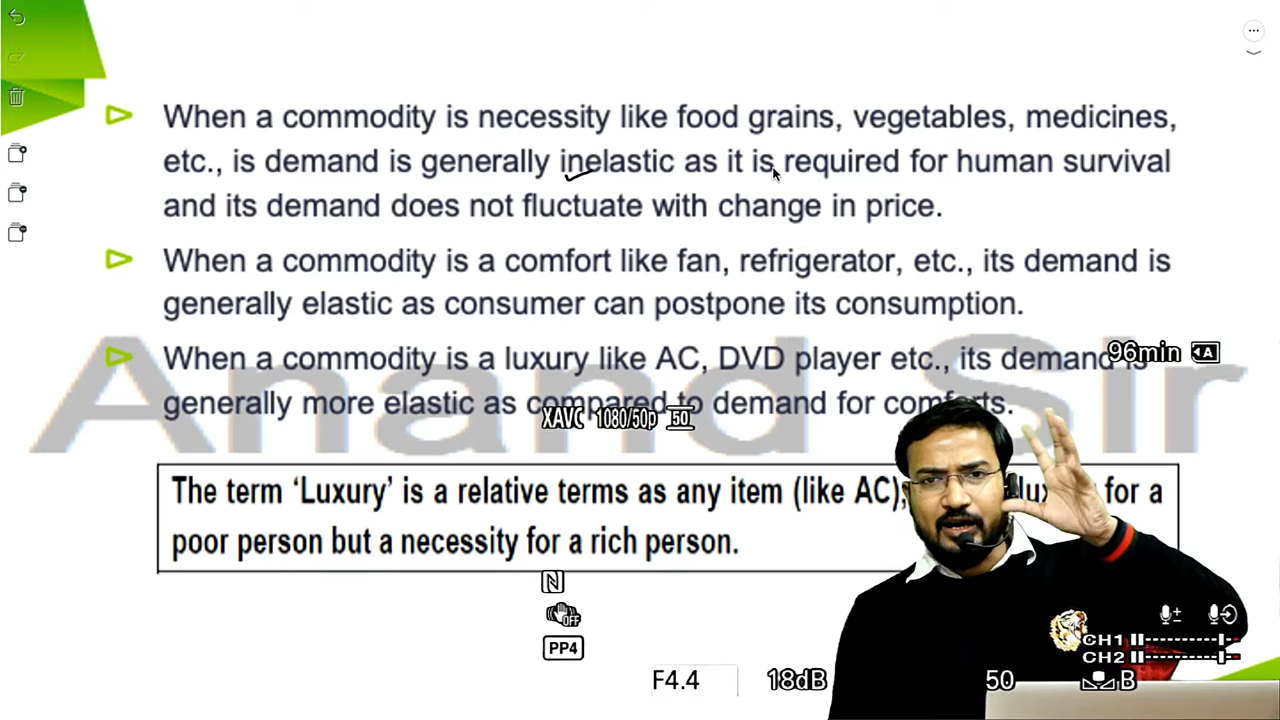 When a commodity is necessity like food grains, vegetables, medicines,
etc., is demand is generally inelastic as it is required for human survival
and its demand does not fluctuate with change in price.
When a commodity is a comfort like fan, refrigerator, etc., its demand is
generally elastic as consumer can postpone its consumption.
When a commodity is a luxury like AC, DVD player etc., its demand is
96min A
generally more elastic as compared to demand for comforts.
XAVC 1080/50p 50
Anand Sir
The term ‘Luxury’ is a relative terms as any item (like AC), for a
poor person but a necessity for a rich person.
N
OFF
PP4
CH1
CH2
F4.4 18dB 50 B